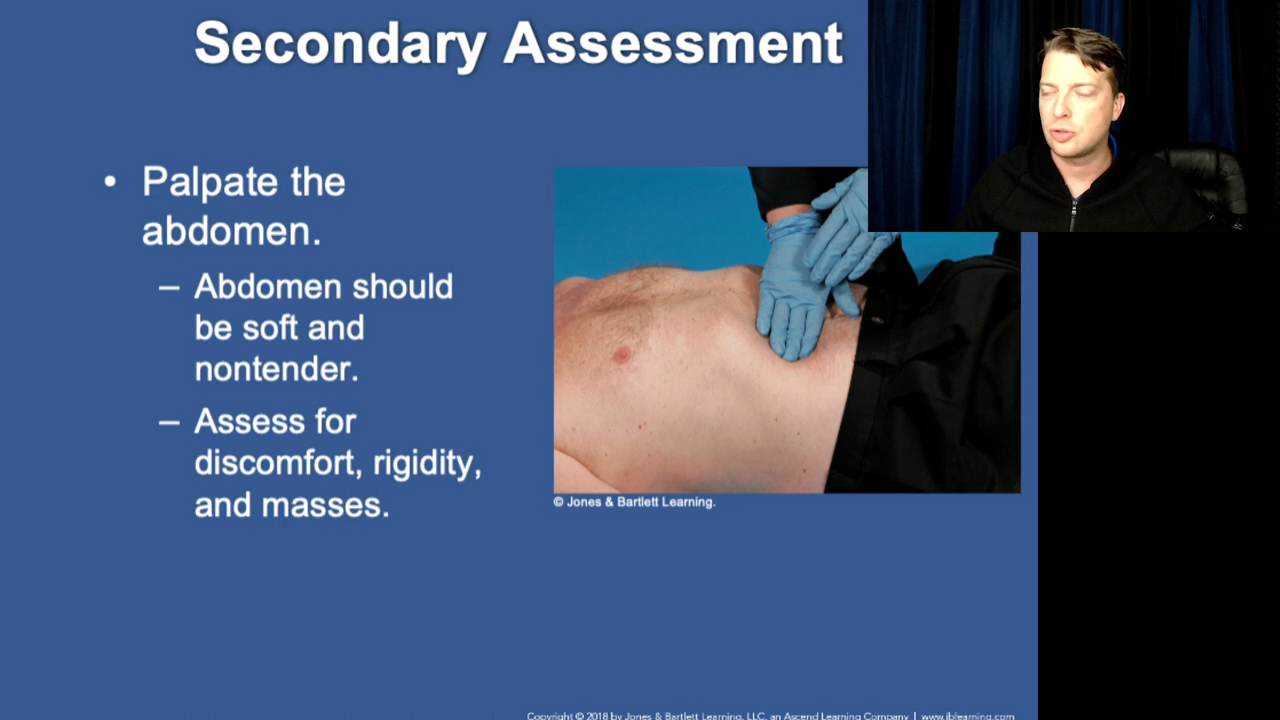 Secondary Assessment
• Palpate the
abdomen.
– Abdomen should
be soft and
nontender.
– Assess for
discomfort, rigidity,
and masses.
© Jones & Bartlett Learning.
Copyright © 2018 by Jones & Bartlett Learning, LLC, an Ascend Learning Company | www.jblearning.com